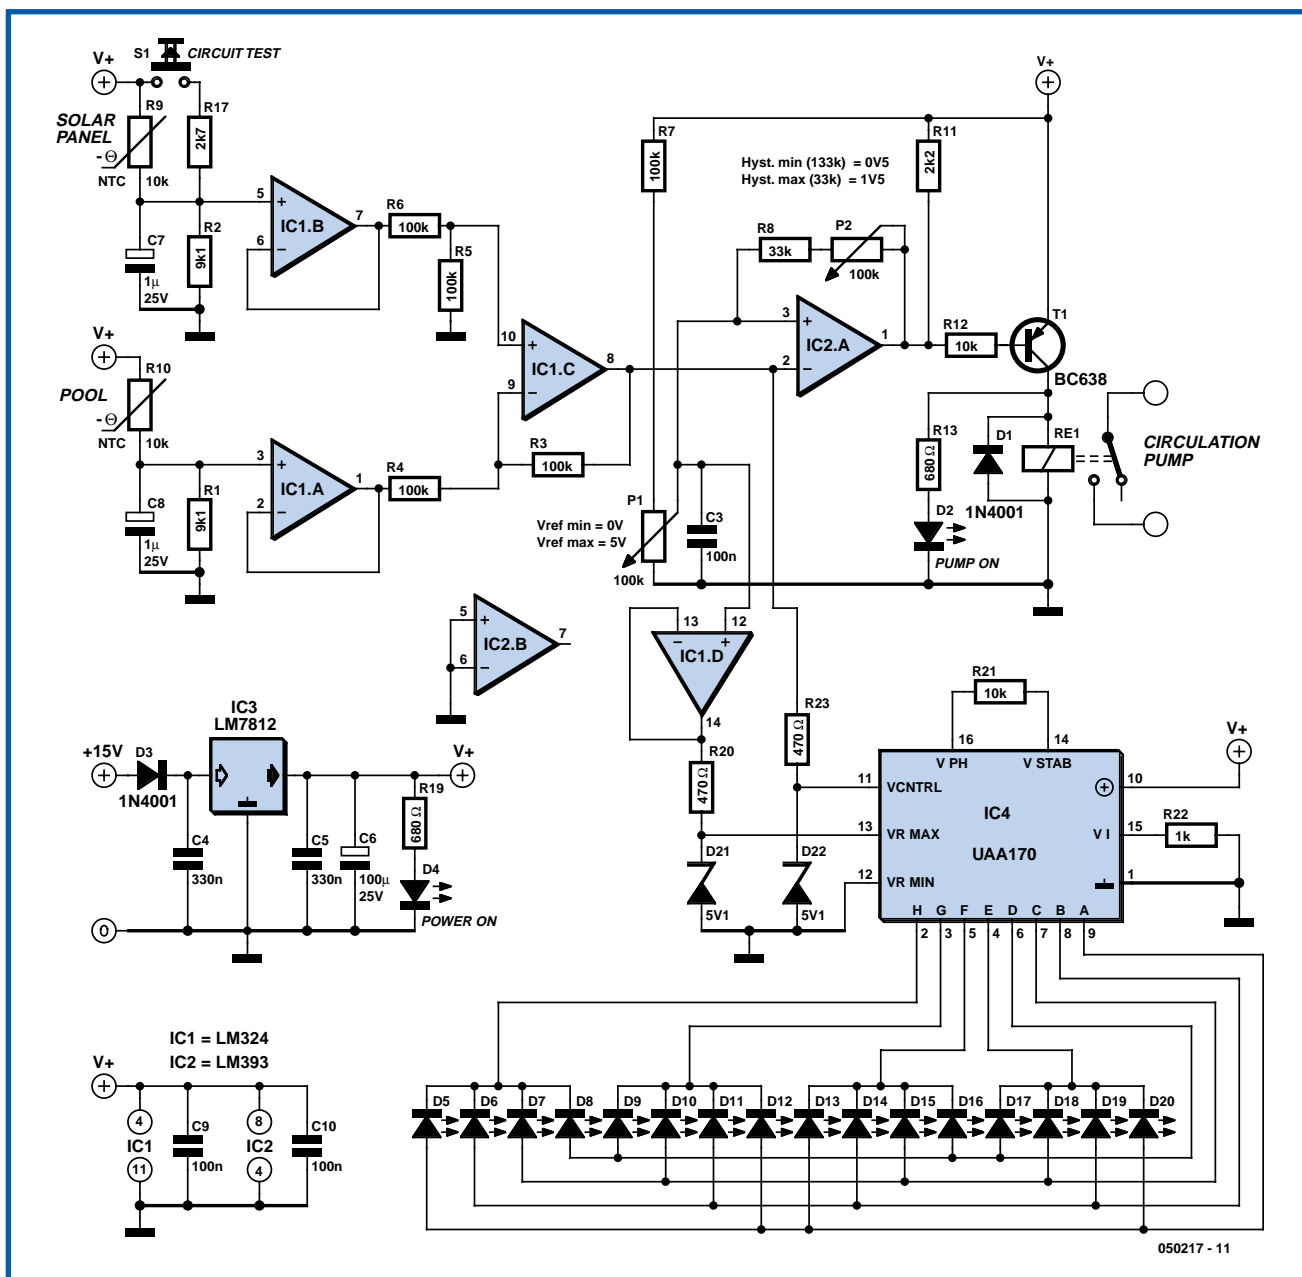 V+
S1
CIRCUIT TEST
R9
R17
2k7
SOLAR
PANEL
-Θ
NTC
10k
C7
1µ
25V
R2
9k1
5
6
7
+
−
IC1.B
R6
100k
R5
100k
V+
R10
POOL
-Θ
NTC
10k
C8
1µ
25V
R1
9k1
3
2
1
+
−
IC1.A
R4
100k
10
9
8
+
−
IC1.C
R3
100k
R7
100k
Hyst. min (133k) = 0V5
Hyst. max (33k) = 1V5
R8
33k
P2
100k
3
2
1
+
−
IC2.A
V+
R11
2k2
R12
10k
T1
BC638
R13
680 Ω
D1
1N4001
RE1
CIRCULATION
PUMP
D2
PUMP ON
P1
Vref min = 0V
Vref max = 5V
100k
C3
100n
5
6
7
+
−
IC2.B
13
12
−
+
IC1.D
14
R20
470 Ω
R23
470 Ω
D21
5V1
D22
5V1
R21
10k
16
14
V PH
V STAB
11
VCNTRL
13
VR MAX
12
VR MIN
IC4
UAA170
+
10
V+
V I
15
R22
1k
1
H G F E D C B A
2 3 5 4 6 7 8 9
IC3
LM7812
+15V
D3
1N4001
V+
C4
330n
C5
330n
C6
100µ
25V
R19
680 Ω
D4
POWER ON
0
IC1 = LM324
IC2 = LM393
V+
4
IC1
11
C9
100n
8
IC2
4
C10
100n
D5 D6 D7 D8 D9 D10 D11 D12 D13 D14 D15 D16 D17 D18 D19 D20
050217 - 11